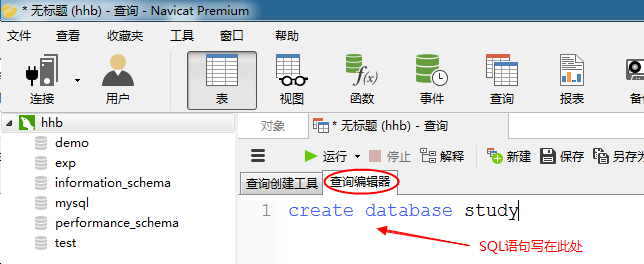 * 无标题 (hhb) - 查询 - Navicat Premium
文件 查看 收藏夹 工具 窗口 帮助
连接 用户 表 视图 f(x) 函数 事件 查询 报表
hhb
demo
exp
information_schema
mysql
performance_schema
test
对象 * 无标题 (hhb) - 查询
运行 停止 解释 新建 保存 另存为
查询创建工具 查询编辑器
1 create database study
SQL语句写在此处